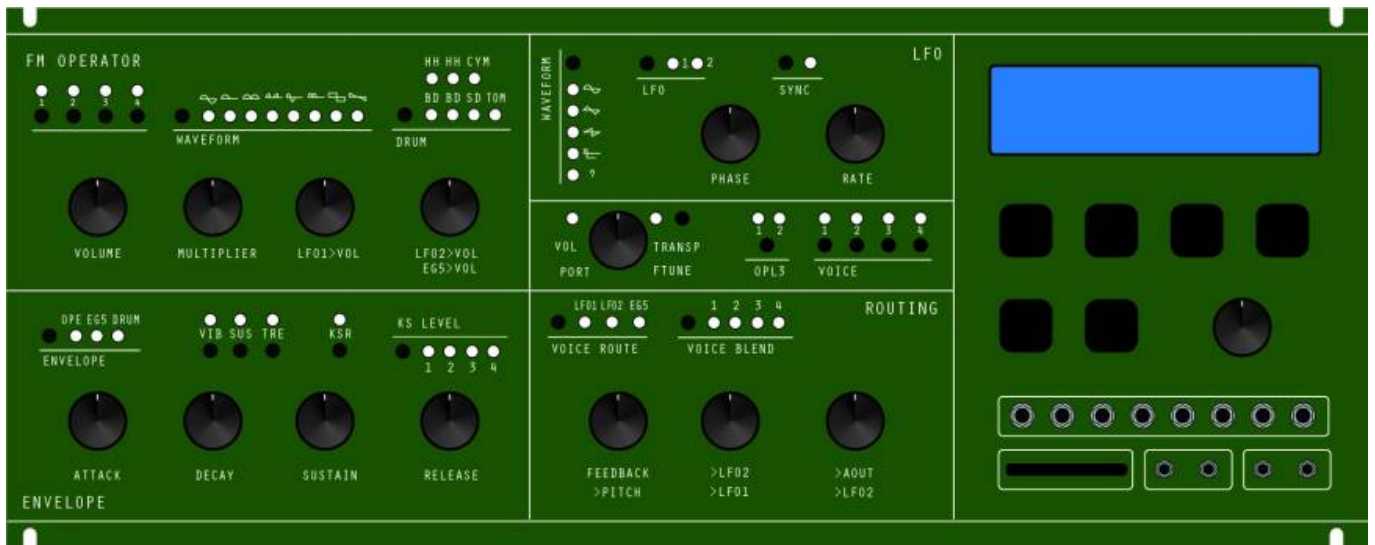 FM OPERATOR
HH HH CYM
1 2 3 4
BD BD SD TOM
WAVEFORM
DRUM
VOLUME
MULTIPLIER
LFO1>VOL
LFO2>VOL
EG5>VOL
LFO
WAVEFORM
1 2
LFO
SYNC
?
PHASE
RATE
VOL
PORT
TRANSP
FTUNE
1 2
OPL3
1 2 3 4
VOICE
OPE EG5 DRUM
ENVELOPE
VIB SUS TRE
KSR
KS LEVEL
1 2 3 4
ATTACK
DECAY
SUSTAIN
RELEASE
ENVELOPE
ROUTING
LFO1 LFO2 EG5
VOICE ROUTE
1 2 3 4
VOICE BLEND
FEEDBACK
>PITCH
>LFO2
>LFO1
>AOUT
>LFO2